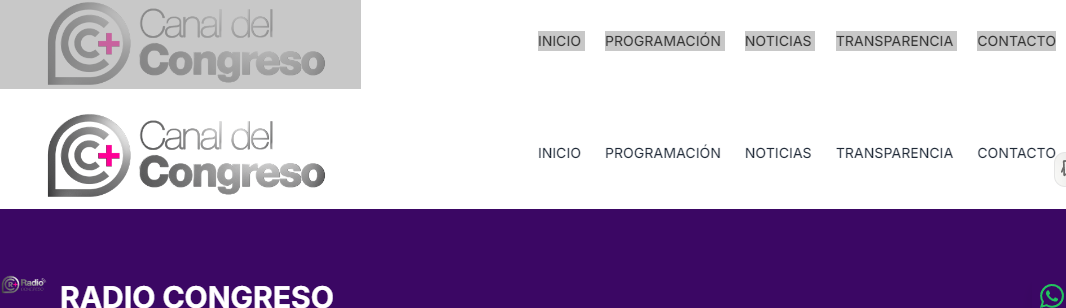 Canal del
Congreso
INICIO PROGRAMACIÓN NOTICIAS TRANSPARENCIA CONTACTO
Canal del
Congreso
INICIO PROGRAMACIÓN NOTICIAS TRANSPARENCIA CONTACTO
Radio
RADIO CONGRESO